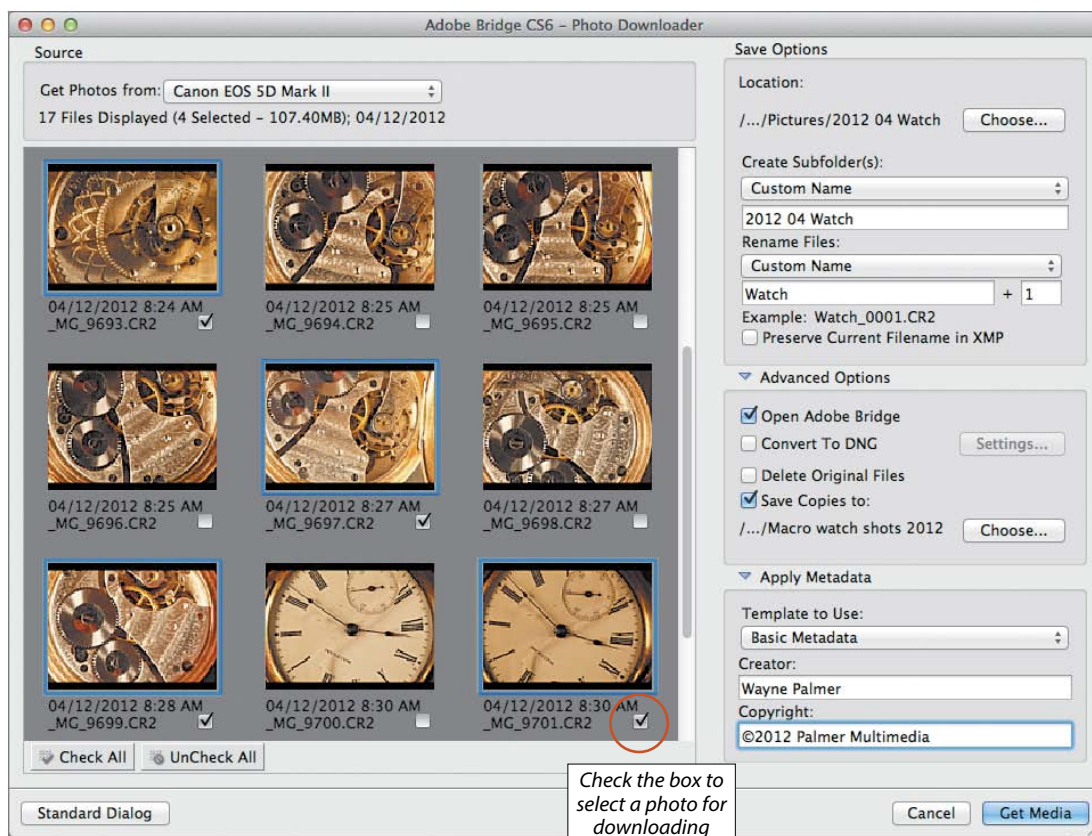 Adobe Bridge CS6 – Photo Downloader
Source
Get Photos from: Canon EOS 5D Mark II
17 Files Displayed (4 Selected – 107.40MB); 04/12/2012
04/12/2012 8:24 AM
_MG_9693.CR2
04/12/2012 8:25 AM
_MG_9694.CR2
04/12/2012 8:25 AM
_MG_9695.CR2
04/12/2012 8:25 AM
_MG_9696.CR2
04/12/2012 8:27 AM
_MG_9697.CR2
04/12/2012 8:27 AM
_MG_9698.CR2
04/12/2012 8:28 AM
_MG_9699.CR2
04/12/2012 8:30 AM
_MG_9700.CR2
04/12/2012 8:30 AM
_MG_9701.CR2
Check All
UnCheck All
Check the box to
select a photo for
downloading
Standard Dialog
Save Options
Location:
/.../Pictures/2012 04 Watch
Choose...
Create Subfolder(s):
Custom Name
2012 04 Watch
Rename Files:
Custom Name
Watch + 1
Example: Watch_0001.CR2
Preserve Current Filename in XMP
Advanced Options
Open Adobe Bridge
Convert To DNG
Settings...
Delete Original Files
Save Copies to:
/.../Macro watch shots 2012
Choose...
Apply Metadata
Template to Use:
Basic Metadata
Creator:
Wayne Palmer
Copyright:
©2012 Palmer Multimedia
Cancel
Get Media